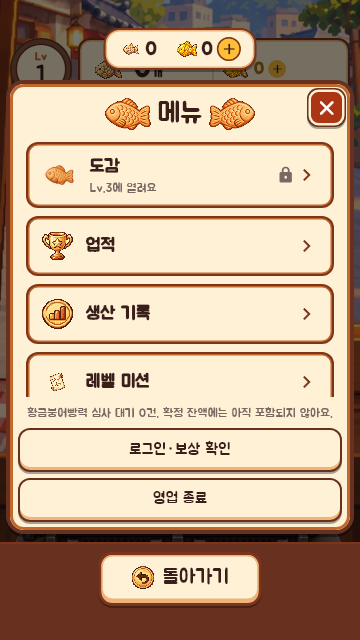 0 0 +
Lv
1
0
메뉴
도감
Lv.3에 열려요
업적
생산 기록
레벨 미션
황금붕어빵력 심사 대기 0건, 확정 잔액에는 아직 포함되지 않아요.
로그인·보상 확인
영업 종료
돌아가기